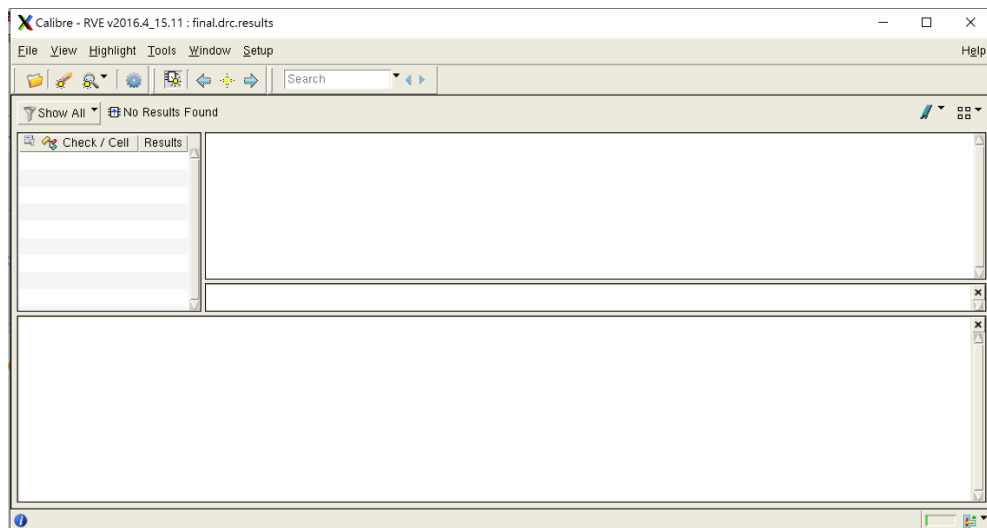 Calibre - RVE v2016.4_15.11 : final.drc.results
File View Highlight Tools Window Setup Help
Search
Show All No Results Found
Check / Cell Results